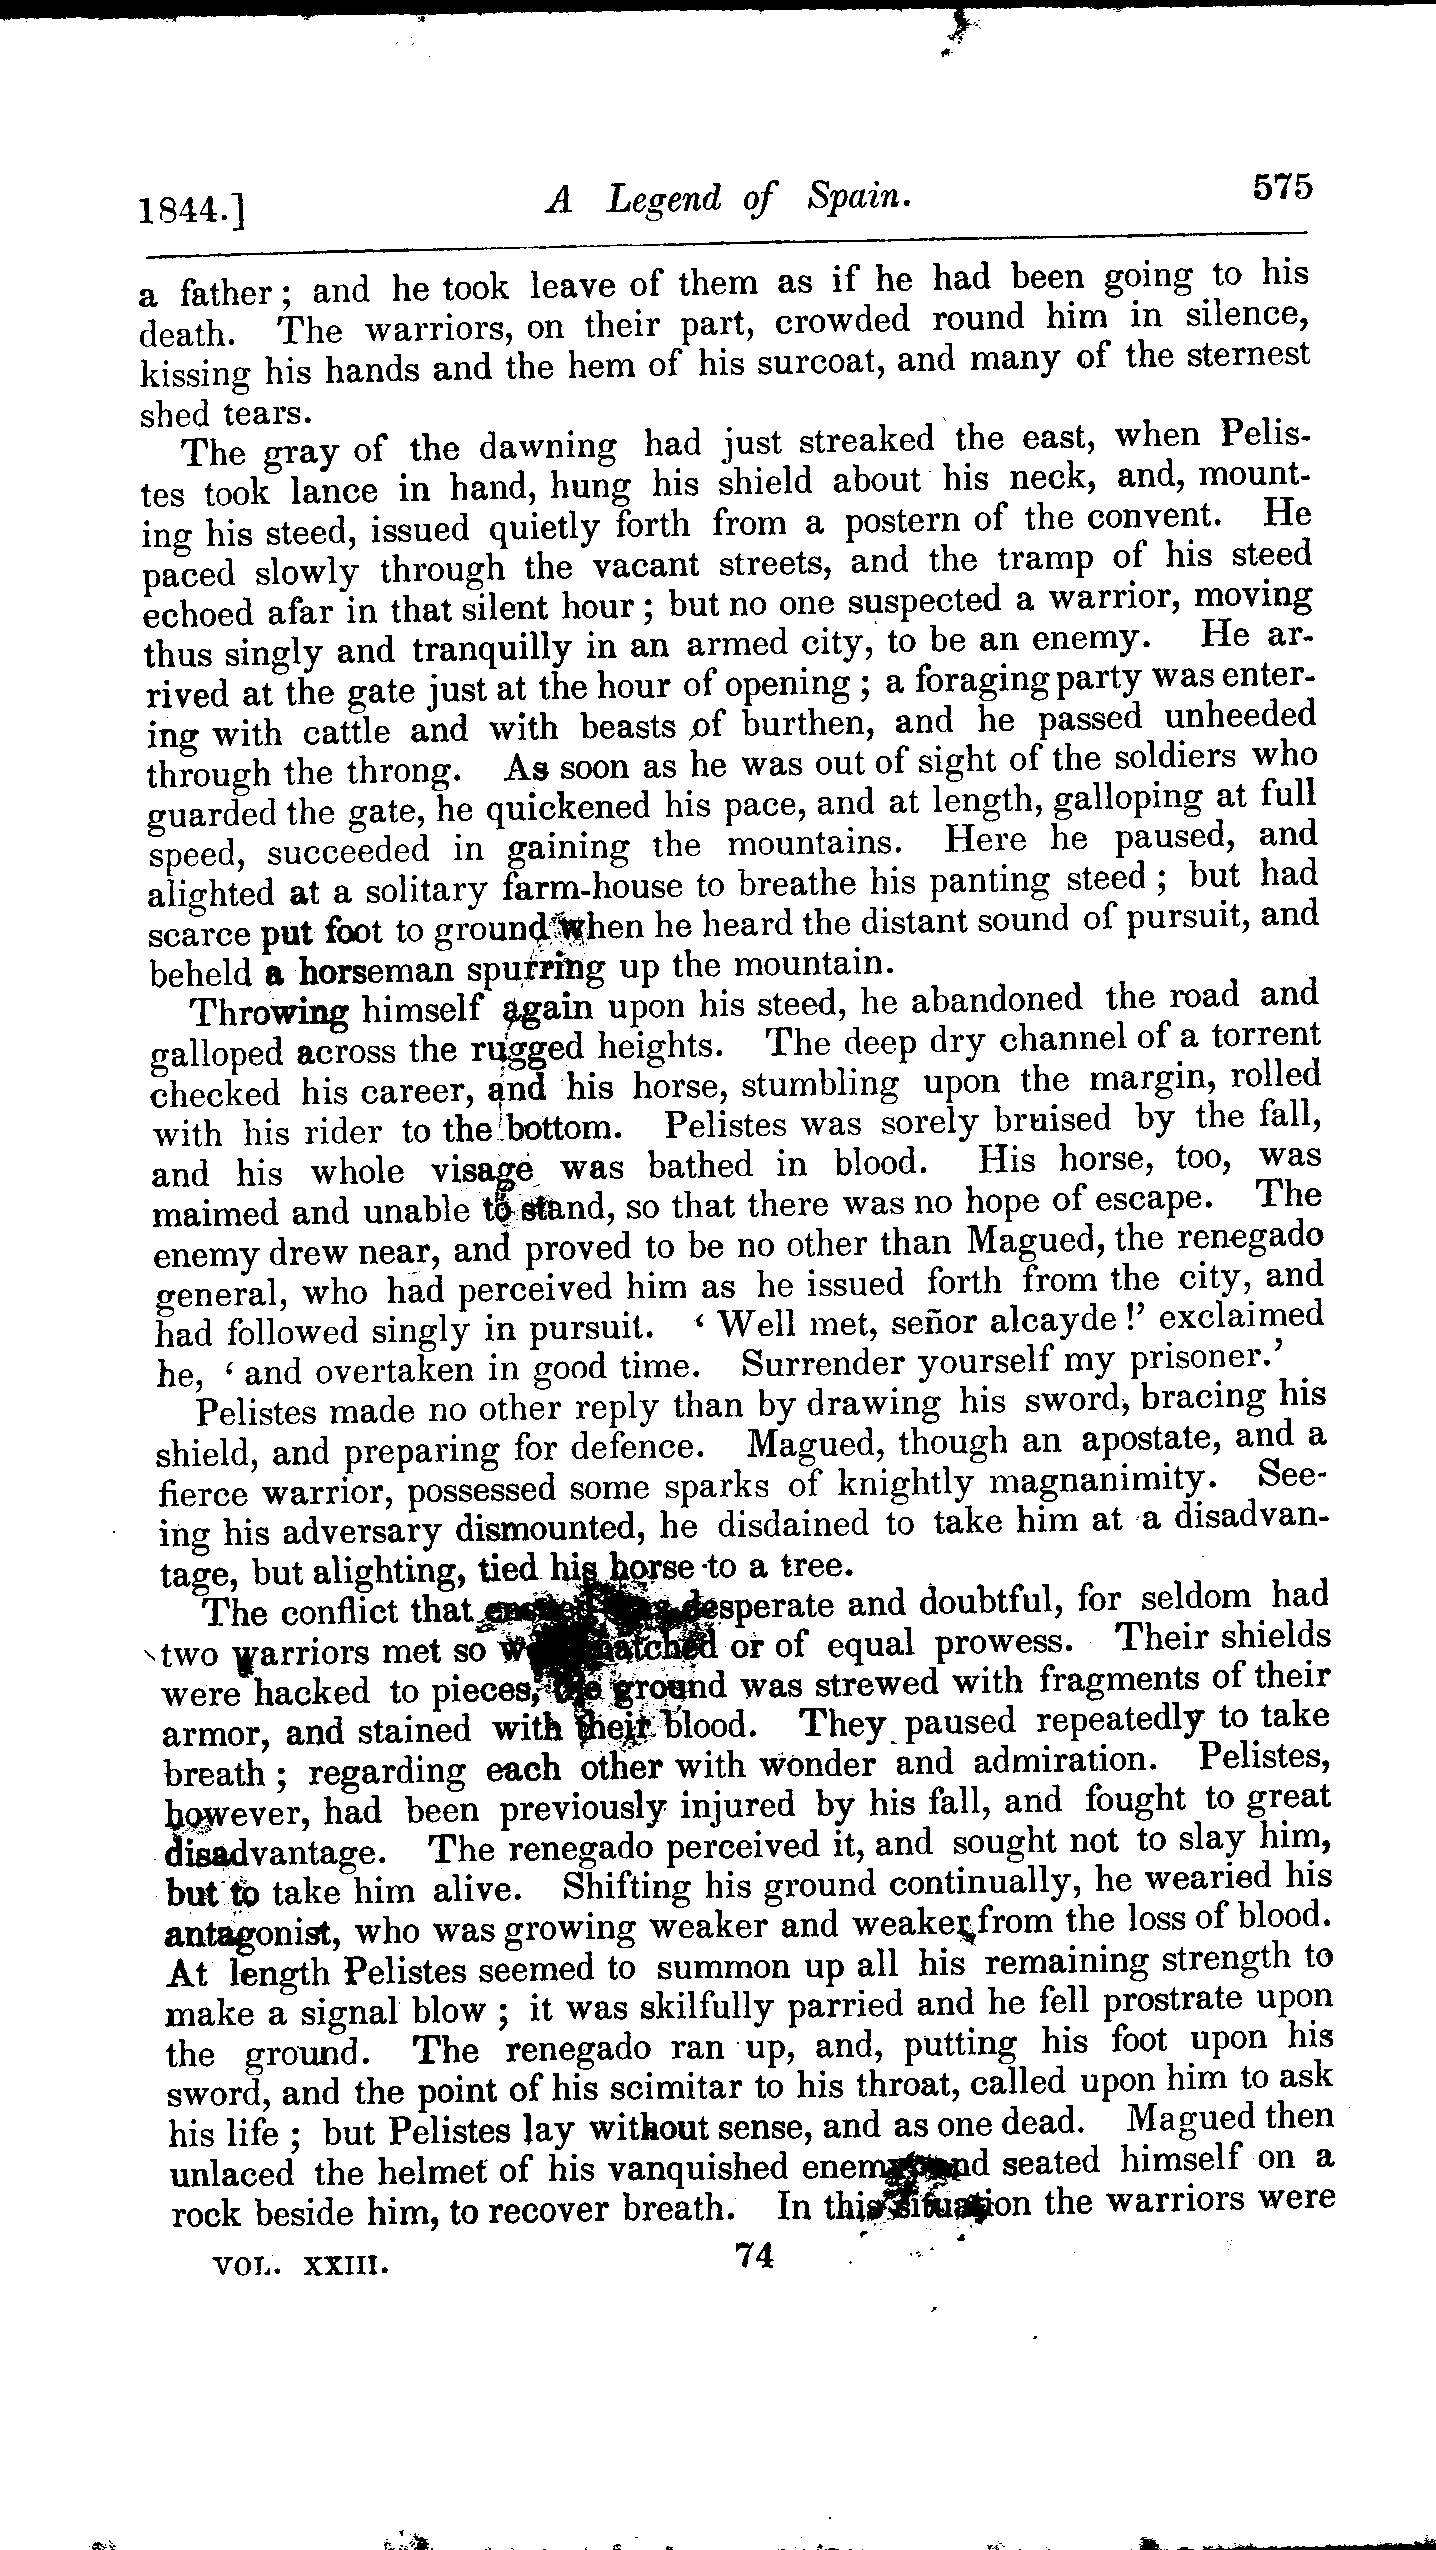 1844.] A Legend of Spain. 575
a father; and he took leave of them as if he had been going to his
death. The warriors, on their part, crowded round him in silence,
kissing his hands and the hem of his surcoat, and many of the sternest
shed tears.
The gray of the dawning had just streaked the east, when Pelis-
tes took lance in hand, hung his shield about his neck, and, mount-
ing his steed, issued quietly forth from a postern of the convent. He
paced slowly through the vacant streets, and the tramp of his steed
echoed afar in that silent hour; but no one suspected a warrior, moving
thus singly and tranquilly in an armed city, to be an enemy. He ar-
rived at the gate just at the hour of opening; a foraging party was enter-
ing with cattle and with beasts of burthen, and he passed unheeded
through the throng. As soon as he was out of sight of the soldiers who
guarded the gate, he quickened his pace, and at length, galloping at full
speed, succeeded in gaining the mountains. Here he paused, and
alighted at a solitary farm-house to breathe his panting steed; but had
scarce put foot to ground when he heard the distant sound of pursuit, and
beheld a horseman spurring up the mountain.
Throwing himself again upon his steed, he abandoned the road and
galloped across the rugged heights. The deep dry channel of a torrent
checked his career, and his horse, stumbling upon the margin, rolled
with his rider to the bottom. Pelistes was sorely bruised by the fall,
and his whole visage was bathed in blood. His horse, too, was
maimed and unable to stand, so that there was no hope of escape. The
enemy drew near, and proved to be no other than Magued, the renegado
general, who had perceived him as he issued forth from the city, and
had followed singly in pursuit. ‘Well met, señor alcayde!’ exclaimed
he, ‘and overtaken in good time. Surrender yourself my prisoner.’
Pelistes made no other reply than by drawing his sword, bracing his
shield, and preparing for defence. Magued, though an apostate, and a
fierce warrior, possessed some sparks of knightly magnanimity. See-
ing his adversary dismounted, he disdained to take him at a disadvan-
tage, but alighting, tied his horse to a tree.
The conflict that desperate and doubtful, for seldom had
two warriors met so matched or of equal prowess. Their shields
were hacked to pieces, the ground was strewed with fragments of their
armor, and stained with their blood. They paused repeatedly to take
breath; regarding each other with wonder and admiration. Pelistes,
however, had been previously injured by his fall, and fought to great
disadvantage. The renegado perceived it, and sought not to slay him,
but to take him alive. Shifting his ground continually, he wearied his
antagonist, who was growing weaker and weaker from the loss of blood.
At length Pelistes seemed to summon up all his remaining strength to
make a signal blow; it was skilfully parried and he fell prostrate upon
the ground. The renegado ran up, and, putting his foot upon his
sword, and the point of his scimitar to his throat, called upon him to ask
his life; but Pelistes lay without sense, and as one dead. Magued then
unlaced the helmet of his vanquished enemy and seated himself on a
rock beside him, to recover breath. In this situation the warriors were
VOL. XXIII. 74